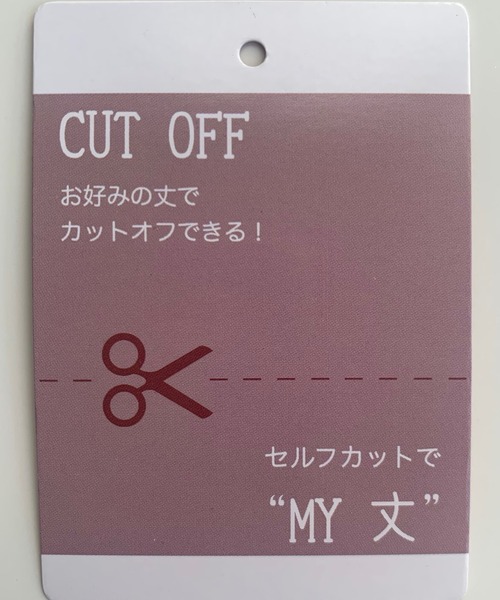 CUT OFF
お好みの丈で
カットオフできる！
セルフカットで
“MY 丈”